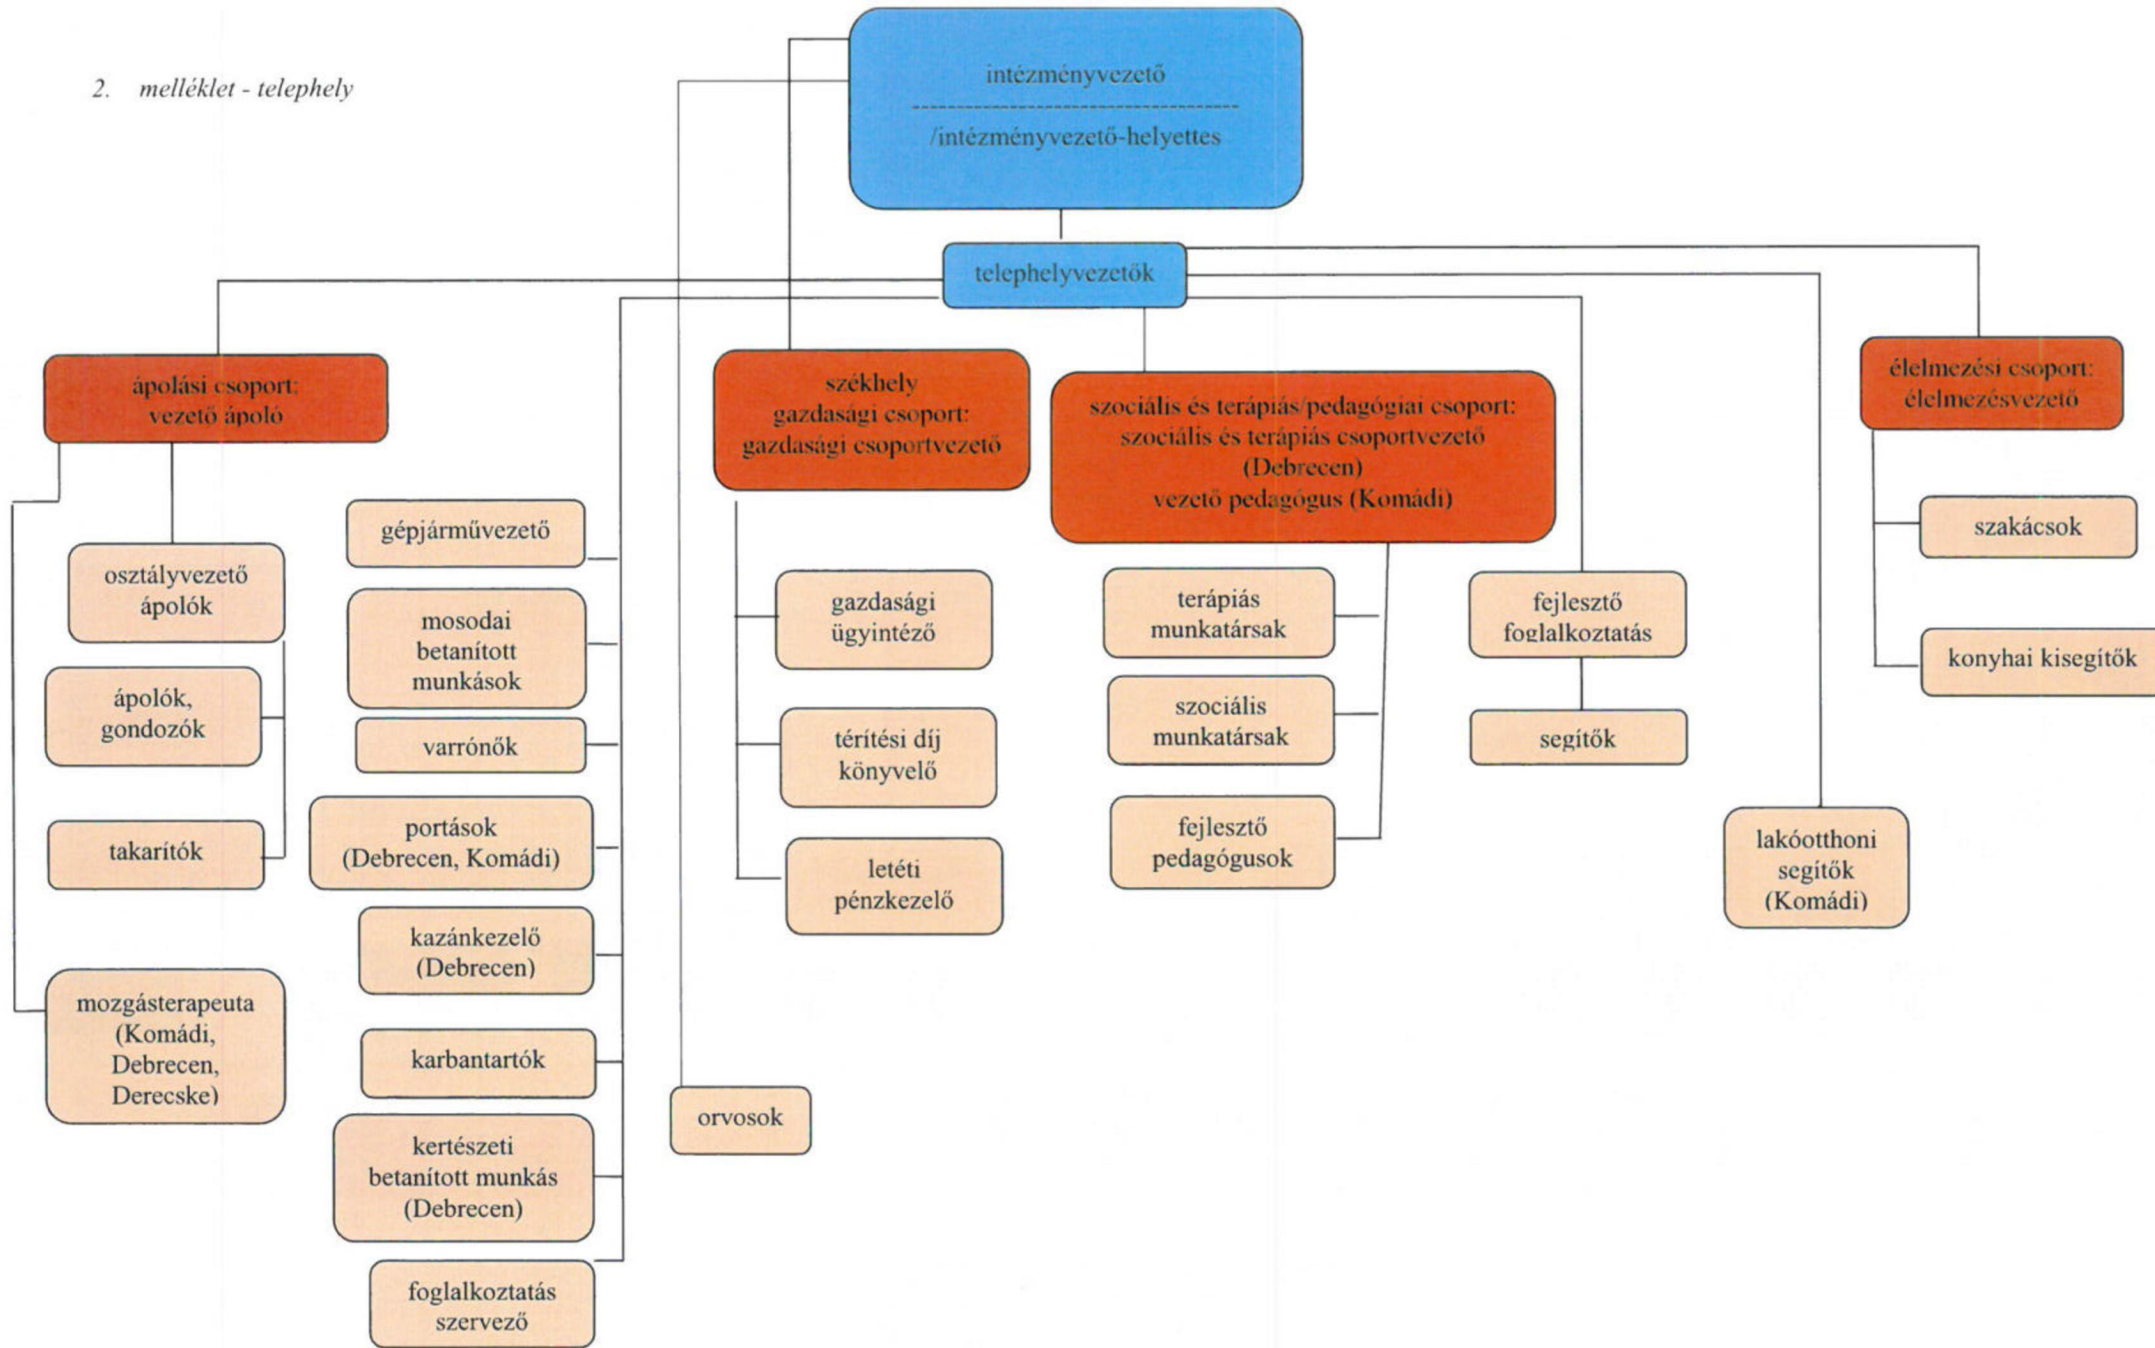 2. melléklet - telephely
intézményvezető
/intézményvezető-helyettes
telephelyvezetők
ápolási csoport:
vezető ápoló
osztályvezető
ápolók
ápolók,
gondozók
takarítók
mozgásterapeuta
(Komádi,
Debrecen,
Derecske)
gépjárművezető
mosodai
betanított
munkások
varrónők
portások
(Debrecen, Komádi)
kazánkezelő
(Debrecen)
karbantartók
kertészeti
betanított munkás
(Debrecen)
foglalkoztatás
szervező
orvosok
székhely
gazdasági csoport:
gazdasági csoportvezető
gazdasági
ügyintéző
térítési díj
könyvelő
letéti
pénzkezelő
szociális és terápiás/pedagógiai csoport:
szociális és terápiás csoportvezető
(Debrecen)
vezető pedagógus (Komádi)
terápiás
munkatársak
szociális
munkatársak
fejlesztő
pedagógusok
fejlesztő
foglalkoztatás
segítők
lakóotthoni
segítők
(Komádi)
élelmezési csoport:
élelmezésvezető
szakácsok
konyhai kisegítők